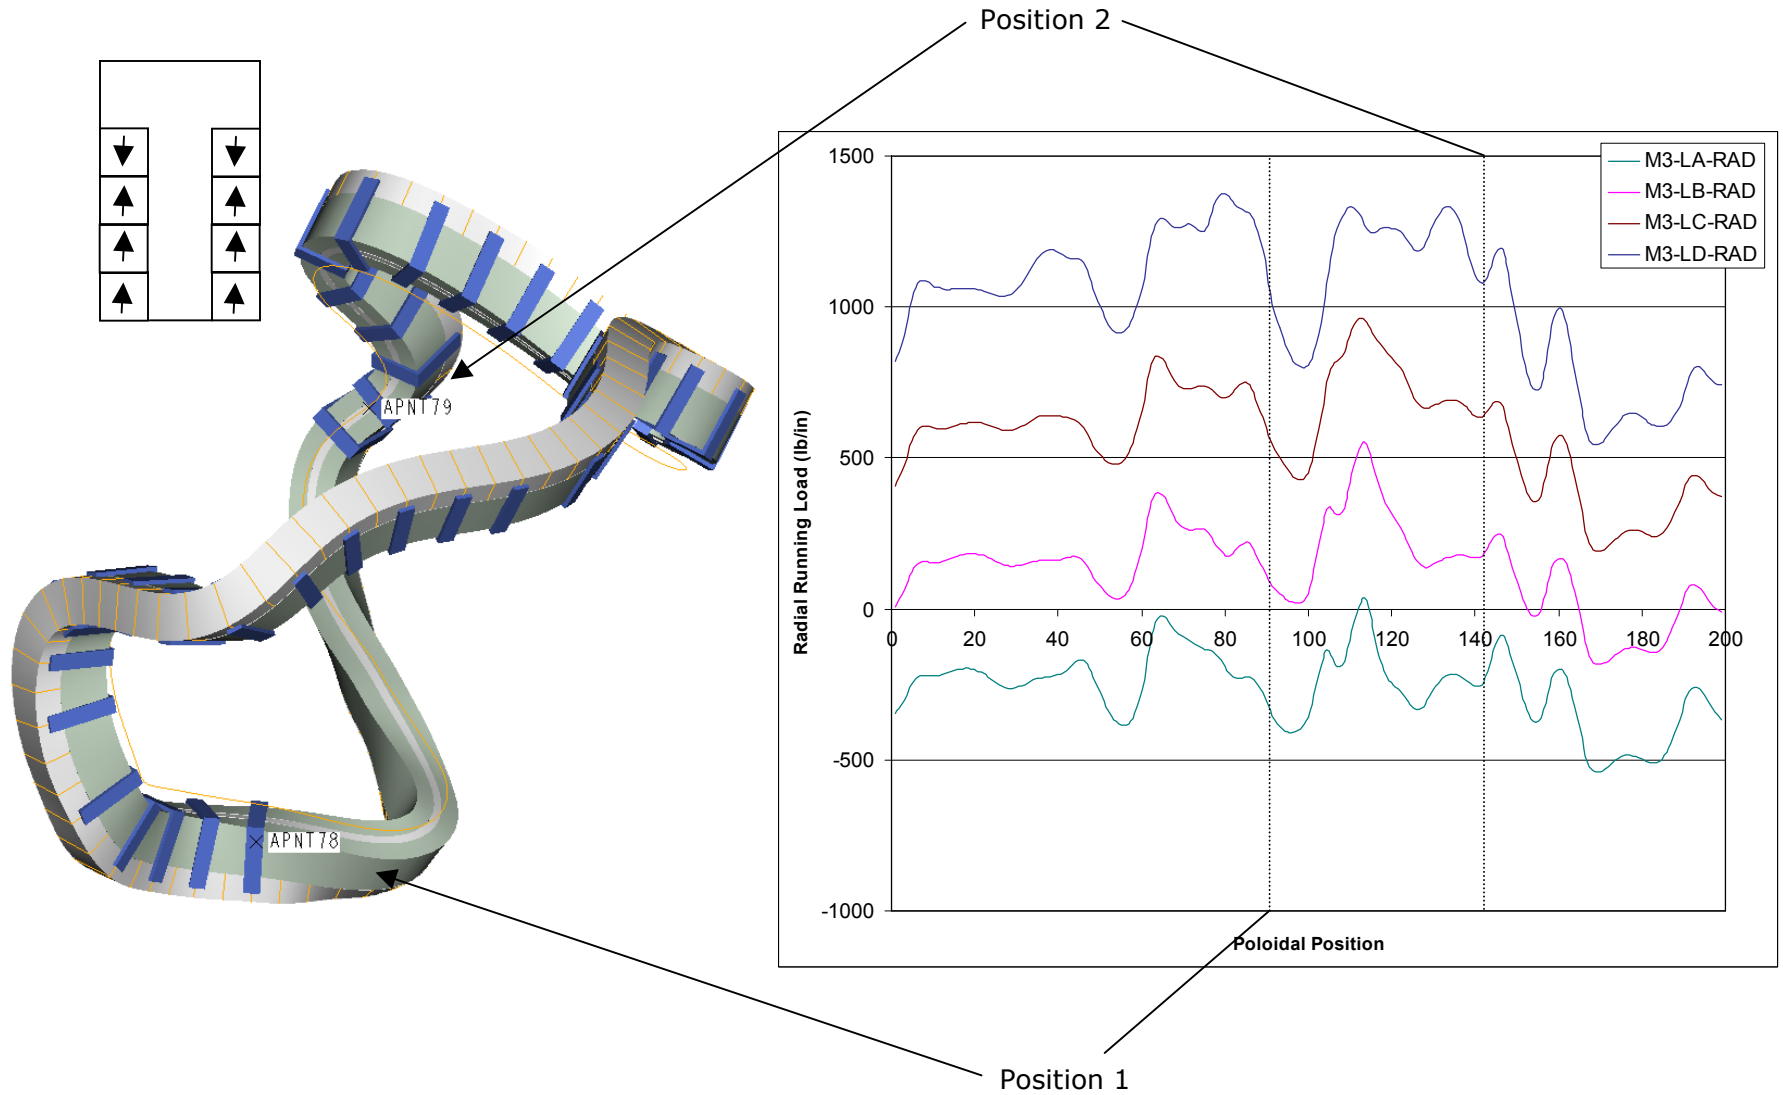 Position 2
M3-LA-RAD
M3-LB-RAD
M3-LC-RAD
M3-LD-RAD
1500
1000
500
0
-500
-1000
0 20 40 60 80 100 120 140 160 180 200
Radial Running Load (lb/in)
Poloidal Position
APNT79
APNT78
Position 1